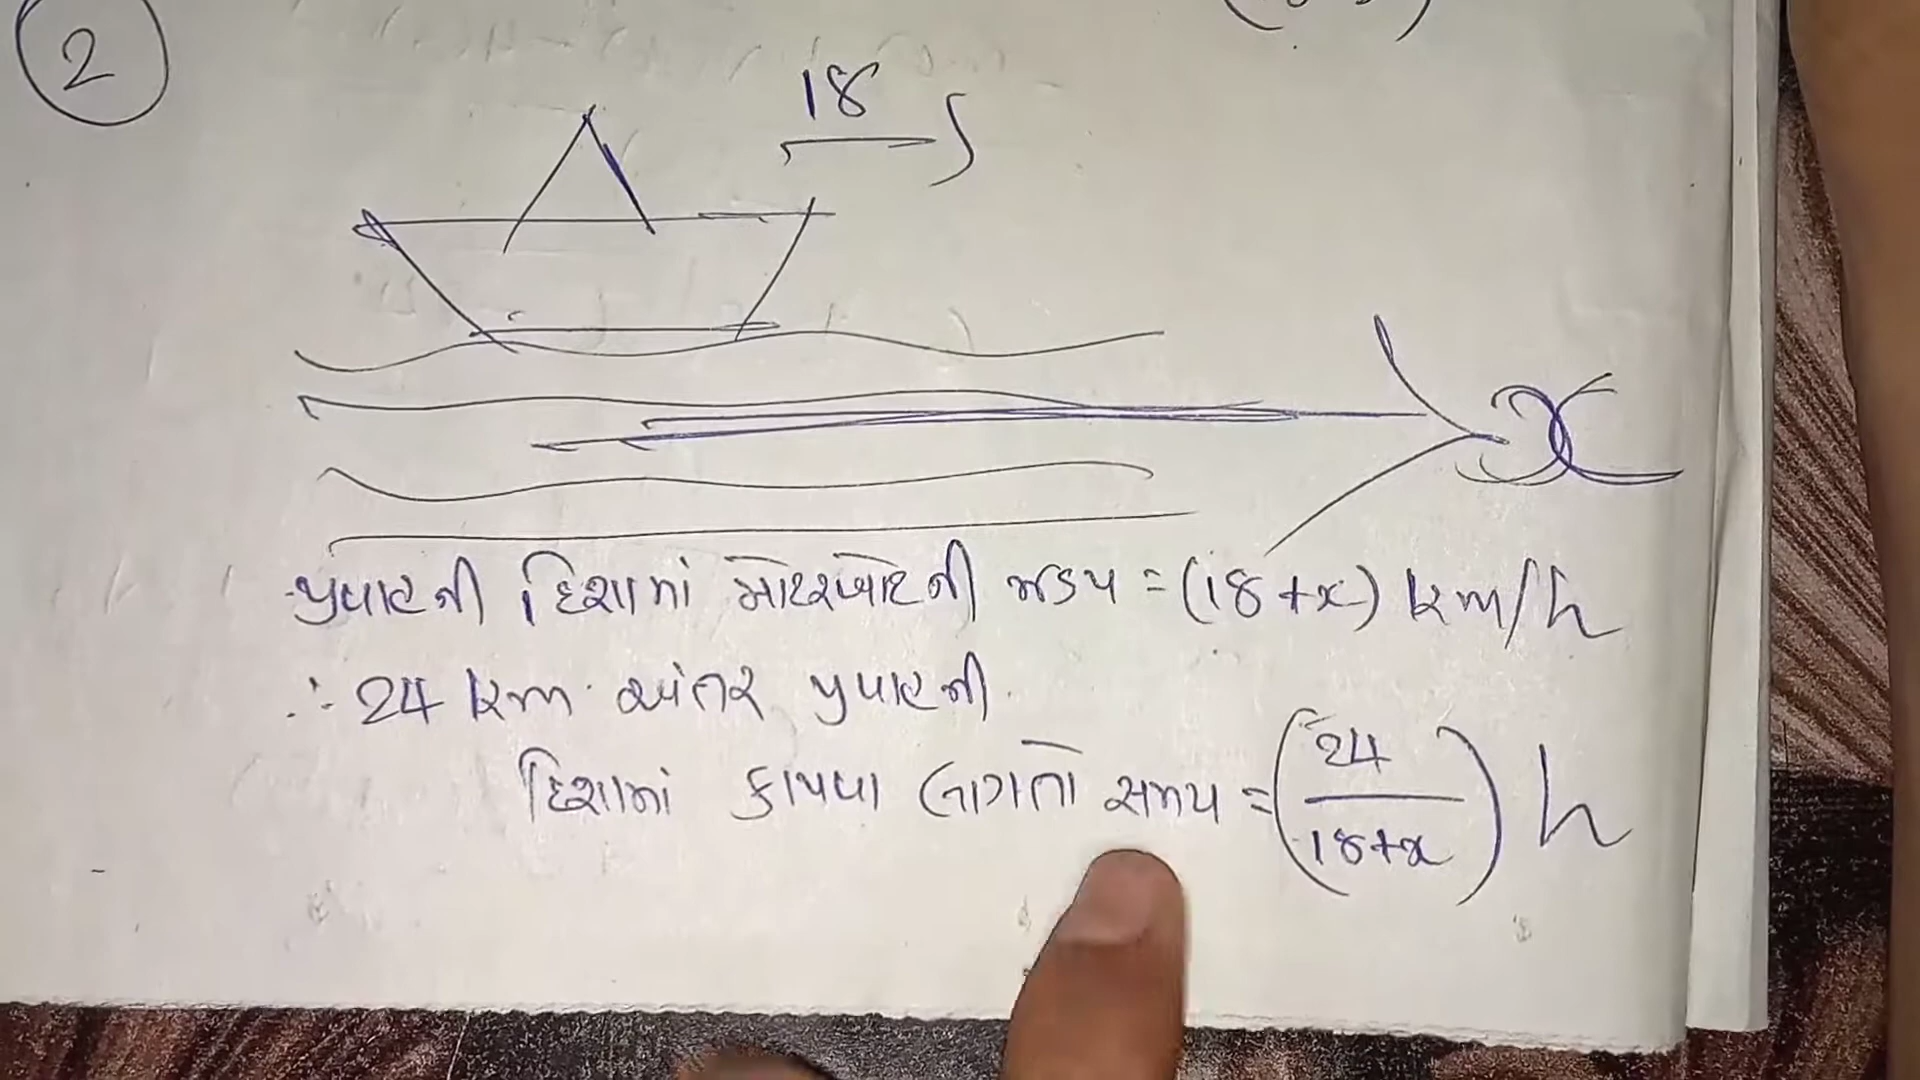 2
18
x
પ્રવાહની દિશામાં મોટરબોટની ઝડપ = (18+x) km/h
∴ 24 km અંતર પ્રવાહની
દિશામાં કાપવા લાગતો સમય = (24/18+x) h